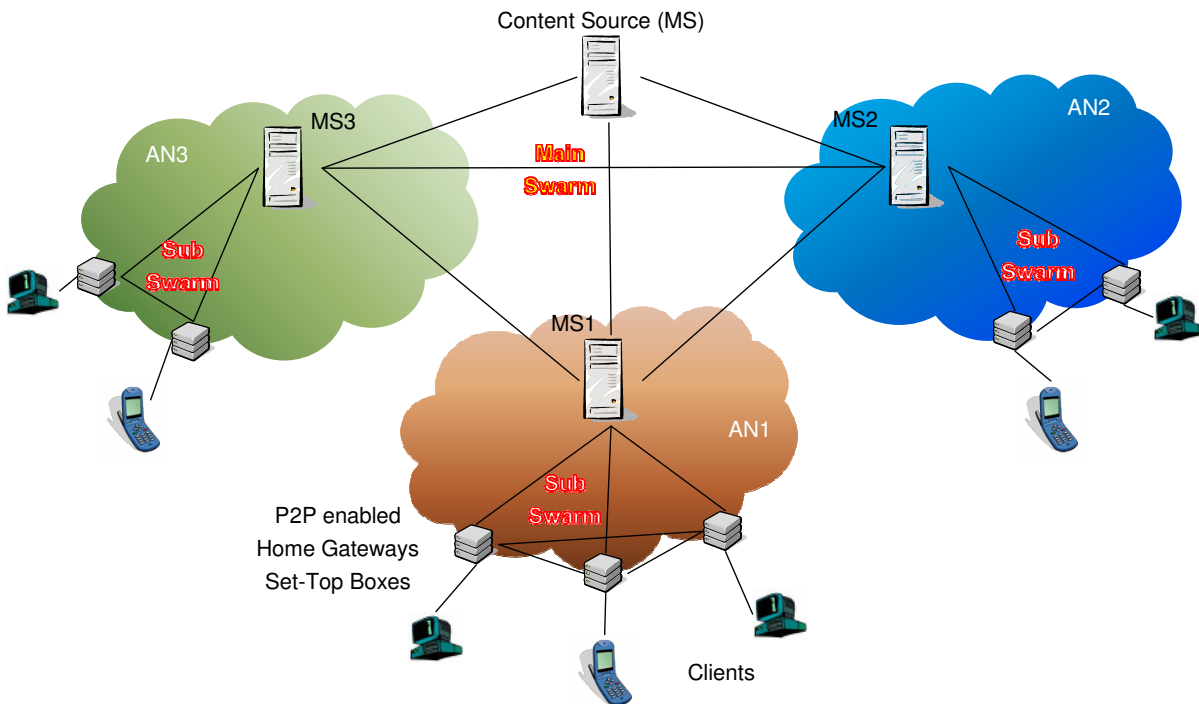 Content Source (MS)
MS3
MS2
AN2
AN3
Main
Swarm
Sub
Swarm
Sub
Swarm
MS1
AN1
Sub
Swarm
P2P enabled
Home Gateways
Set-Top Boxes
Clients